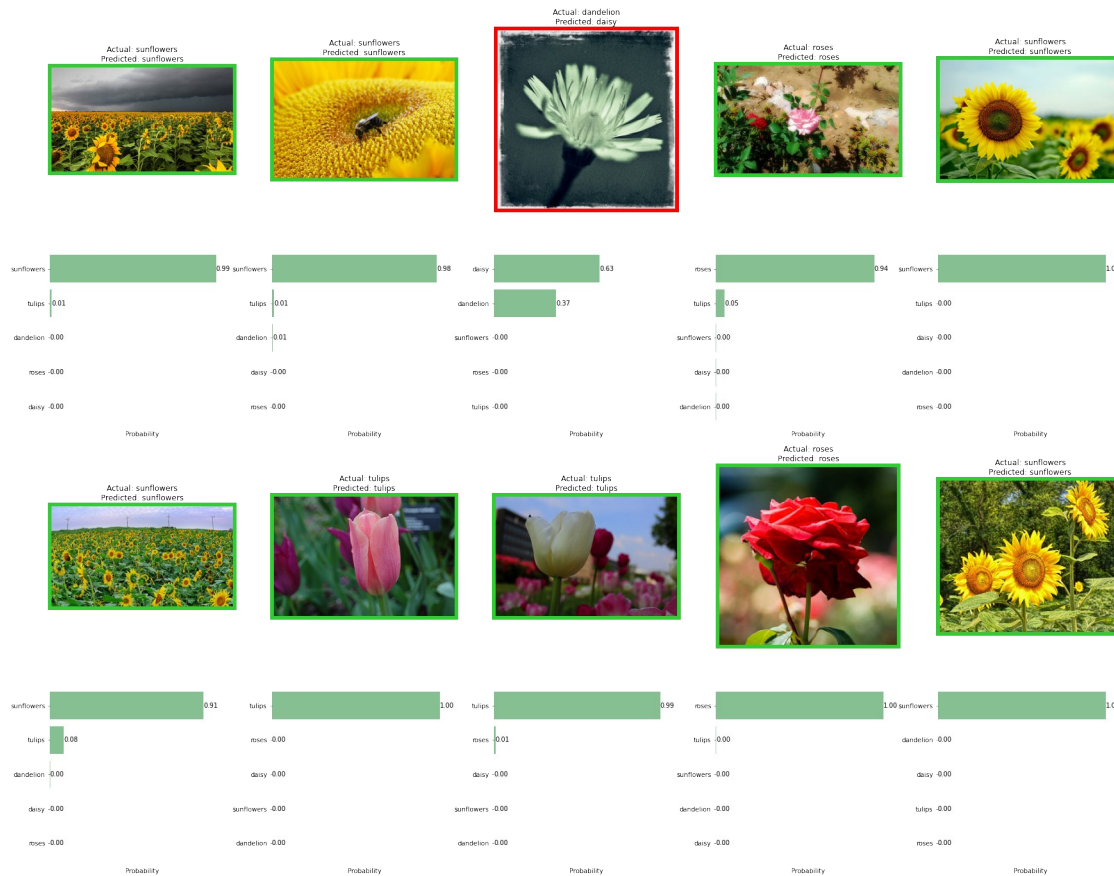 Actual: sunflowers
Predicted: sunflowers
Actual: sunflowers
Predicted: sunflowers
Actual: dandelion
Predicted: daisy
Actual: roses
Predicted: roses
Actual: sunflowers
Predicted: sunflowers
sunflowers 0.99
tulips 0.01
dandelion 0.00
roses 0.00
daisy 0.00
Probability
sunflowers 0.98
tulips 0.01
dandelion 0.01
daisy 0.00
roses 0.00
Probability
daisy 0.63
dandelion 0.37
sunflowers 0.00
roses 0.00
tulips 0.00
Probability
roses 0.94
tulips 0.05
sunflowers 0.00
daisy 0.00
dandelion 0.00
Probability
sunflowers 1.0
tulips 0.00
daisy 0.00
dandelion 0.00
roses 0.00
Probability
Actual: sunflowers
Predicted: sunflowers
Actual: tulips
Predicted: tulips
Actual: tulips
Predicted: tulips
Actual: roses
Predicted: roses
Actual: sunflowers
Predicted: sunflowers
sunflowers 0.91
tulips 0.08
dandelion 0.00
daisy 0.00
roses 0.00
Probability
tulips 1.00
roses 0.00
daisy 0.00
sunflowers 0.00
dandelion 0.00
Probability
tulips 0.99
roses 0.01
daisy 0.00
sunflowers 0.00
dandelion 0.00
Probability
roses 1.00
tulips 0.00
sunflowers 0.00
dandelion 0.00
daisy 0.00
Probability
sunflowers 1.0
dandelion 0.00
daisy 0.00
tulips 0.00
roses 0.00
Probability